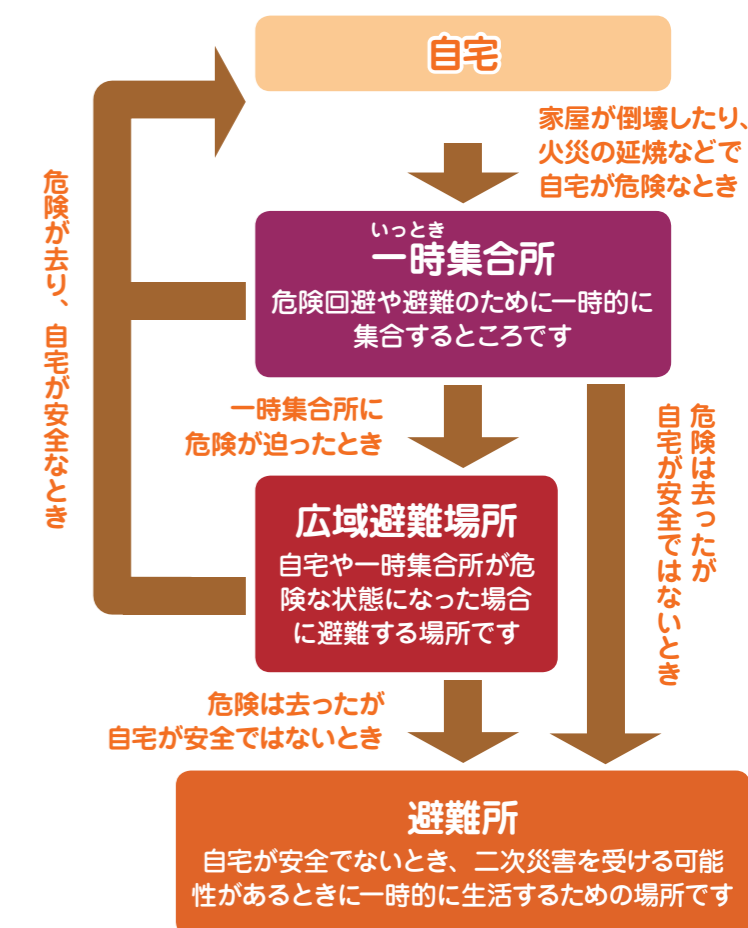 自宅
家屋が倒壊したり、
火災の延焼などで
自宅が危険なとき
いっとき
一時集合所
危険回避や避難のために一時的に
集合するところです
危険が去り、自宅が安全なとき
一時集合所に
危険が迫ったとき
危険は去ったが
自宅が安全ではないとき
広域避難場所
自宅や一時集合所が危
険な状態になった場合
に避難する場所です
危険は去ったが
自宅が安全ではないとき
避難所
自宅が安全でないとき、二次災害を受ける可能
性があるときに一時的に生活するための場所です